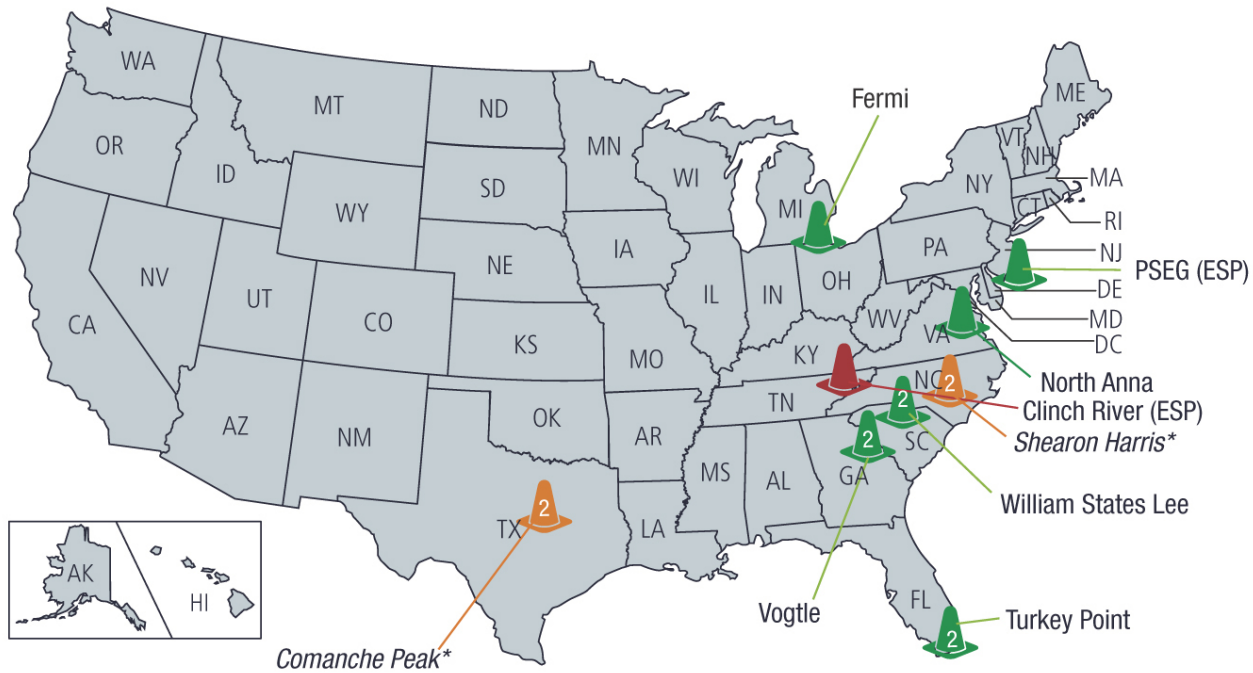 WA
MT
ND
MN
ME
Fermi
OR
ID
SD
WI
VT
NH
NY
MA
WY
MI
CT
RI
IA
PA
NJ
NE
PSEG (ESP)
NV
UT
IL
IN
OH
DE
CA
CO
WV
MD
VA
DC
KS
MO
KY
North Anna
NC
2
Clinch River (ESP)
TN
2
Shearon Harris*
OK
AZ
NM
AR
2
SC
MS
AL
GA
William States Lee
2
TX
LA
AK
HI
FL
Vogtle
Turkey Point
2
Comanche Peak*